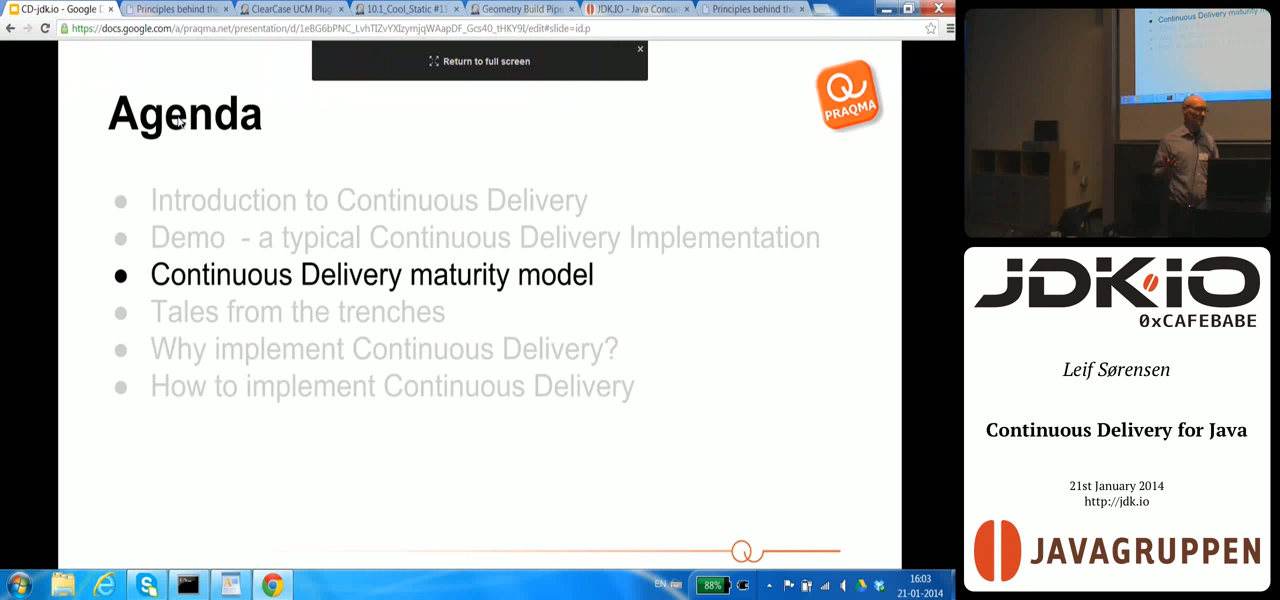 CD-jdk.io - Google D
Principles behind the
ClearCase UCM Plug
10.1_Cool_Static #1
Geometry Build Pipe
JDK.IO - Java Concu
Principles behind the
https://docs.google.com/a/praqma.net/presentation/d/
Return to full screen
Agenda
PRAQMA
Introduction to Continuous Delivery
Demo - a typical Continuous Delivery Implementation
Continuous Delivery maturity model
Tales from the trenches
Why implement Continuous Delivery?
How to implement Continuous Delivery
EN
88%
16:03
21-01-2014
Continuous Delivery maturity
JDK.IO
0xCAFEBABE
Leif Sørensen
Continuous Delivery for Java
21st January 2014
http://jdk.io
JAVAGRUPPEN